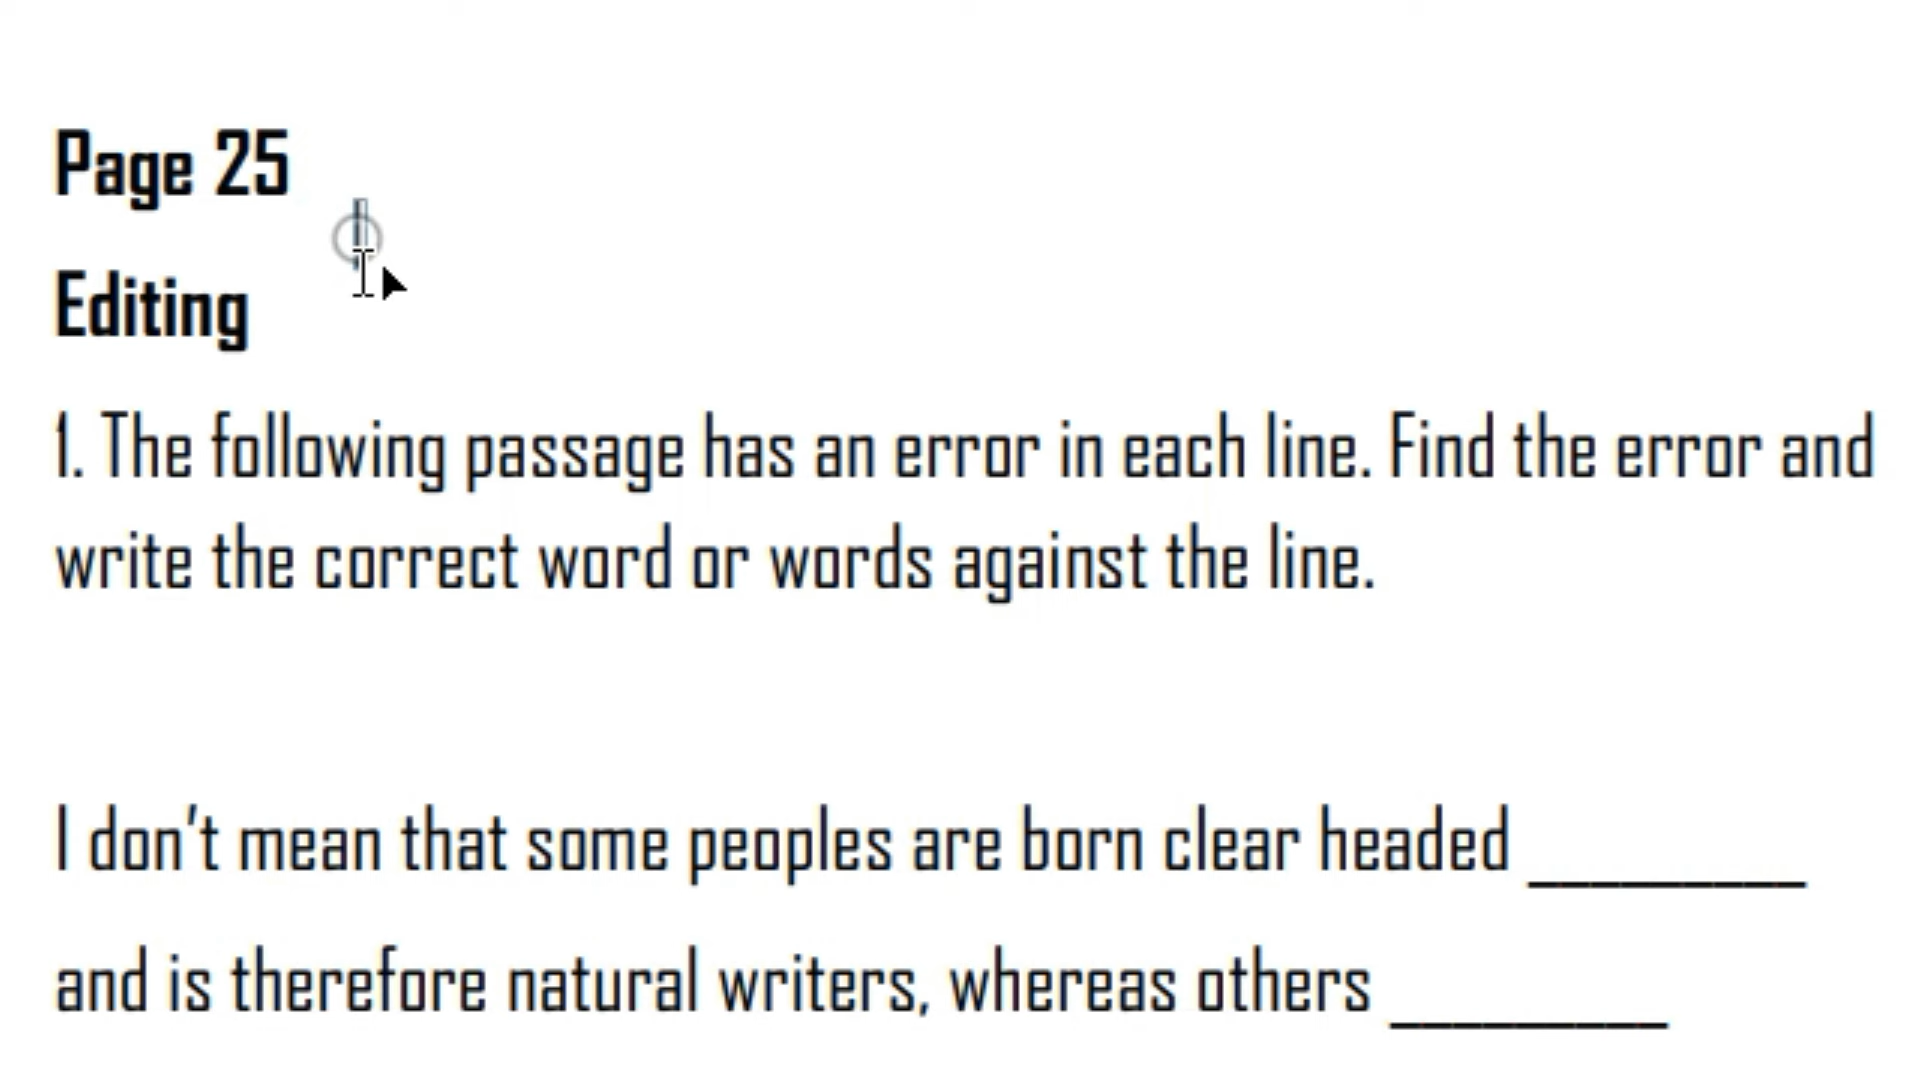 Page 25
Editing
1. The following passage has an error in each line. Find the error and
write the correct word or words against the line.
I don't mean that some peoples are born clear headed _________
and is therefore natural writers, whereas others _________